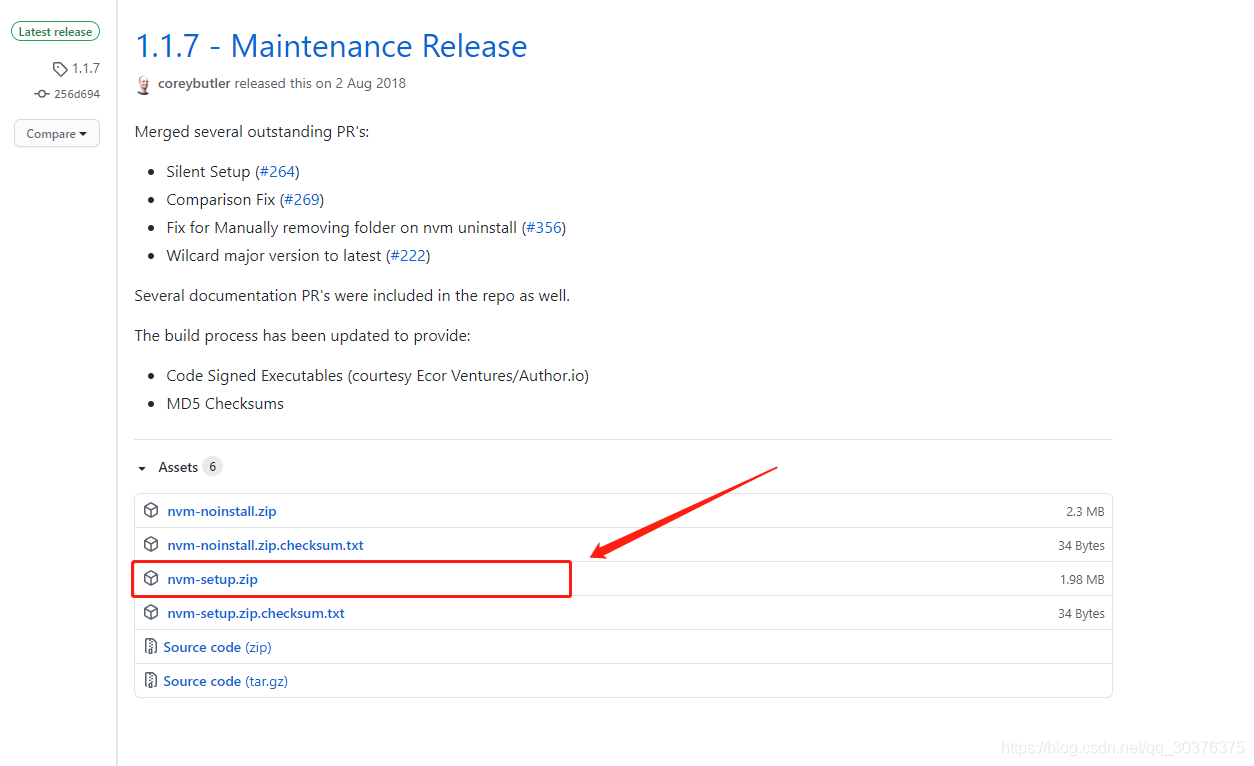 Latest release
1.1.7
256d694
Compare
1.1.7 - Maintenance Release
coreybutler released this on 2 Aug 2018
Merged several outstanding PR's:
Silent Setup (#264)
Comparison Fix (#269)
Fix for Manually removing folder on nvm uninstall (#356)
Wilcard major version to latest (#222)
Several documentation PR's were included in the repo as well.
The build process has been updated to provide:
Code Signed Executables (courtesy Ecor Ventures/Author.io)
MD5 Checksums
Assets 6
nvm-noinstall.zip 2.3 MB
nvm-noinstall.zip.checksum.txt 34 Bytes
nvm-setup.zip 1.98 MB
nvm-setup.zip.checksum.txt 34 Bytes
Source code (zip)
Source code (tar.gz)
https://blog.csdn.net/qq_30376375